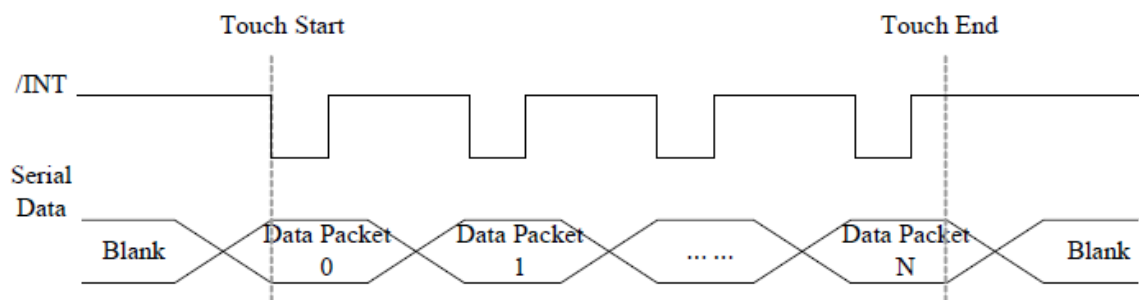 Touch Start
Touch End
/INT
Serial
Data
Blank
Data Packet
0
Data Packet
1
... ...
Data Packet
N
Blank